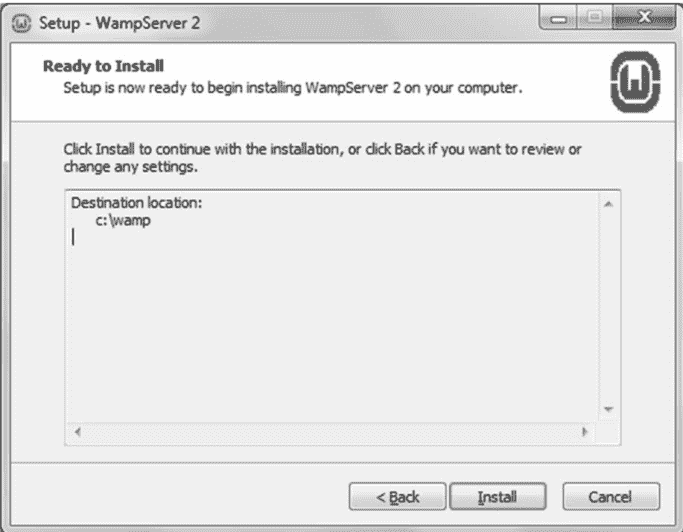 Setup - WampServer 2
Ready to Install
Setup is now ready to begin installing WampServer 2 on your computer.
Click Install to continue with the installation, or click Back if you want to review or
change any settings.
Destination location:
c:\wamp
< Back
Install
Cancel